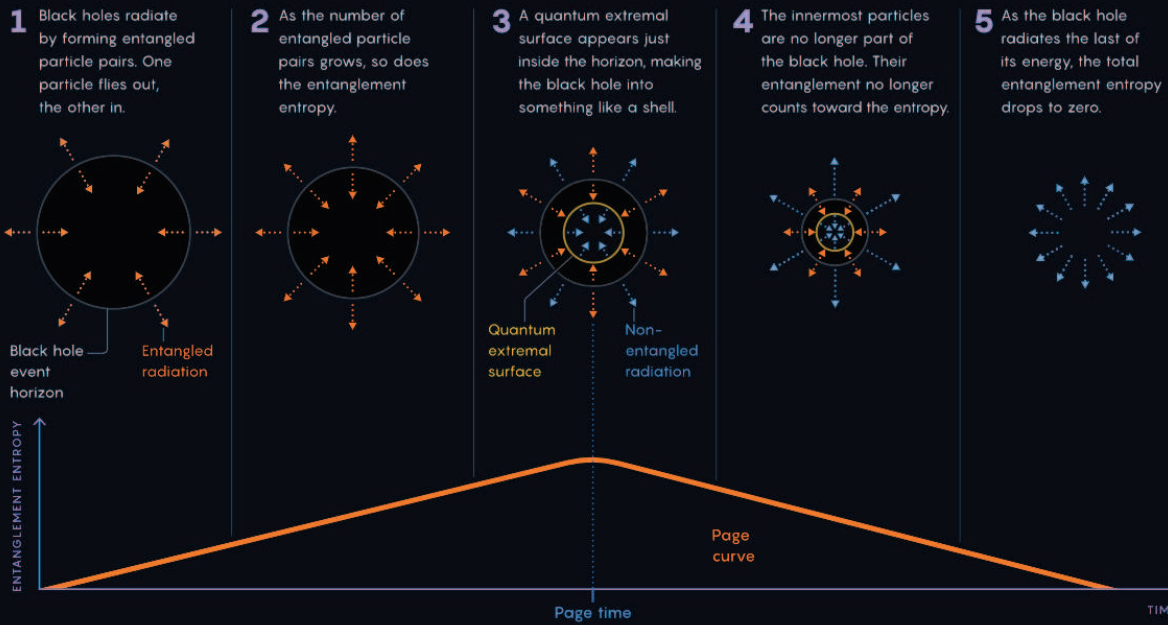 1 Black holes radiate
by forming entangled
particle pairs. One
particle flies out,
the other in.
2 As the number of
entangled particle
pairs grows, so does
the entanglement
entropy.
3 A quantum extremal
surface appears just
inside the horizon, making
the black hole into
something like a shell.
4 The innermost particles
are no longer part of
the black hole. Their
entanglement no longer
counts toward the entropy.
5 As the black hole
radiates the last of
its energy, the total
entanglement entropy
drops to zero.
Black hole
event
horizon
Entangled
radiation
Quantum
extremal
surface
Non-
entangled
radiation
ENTANGLEMENT ENTROPY
Page
curve
Page time
TIM